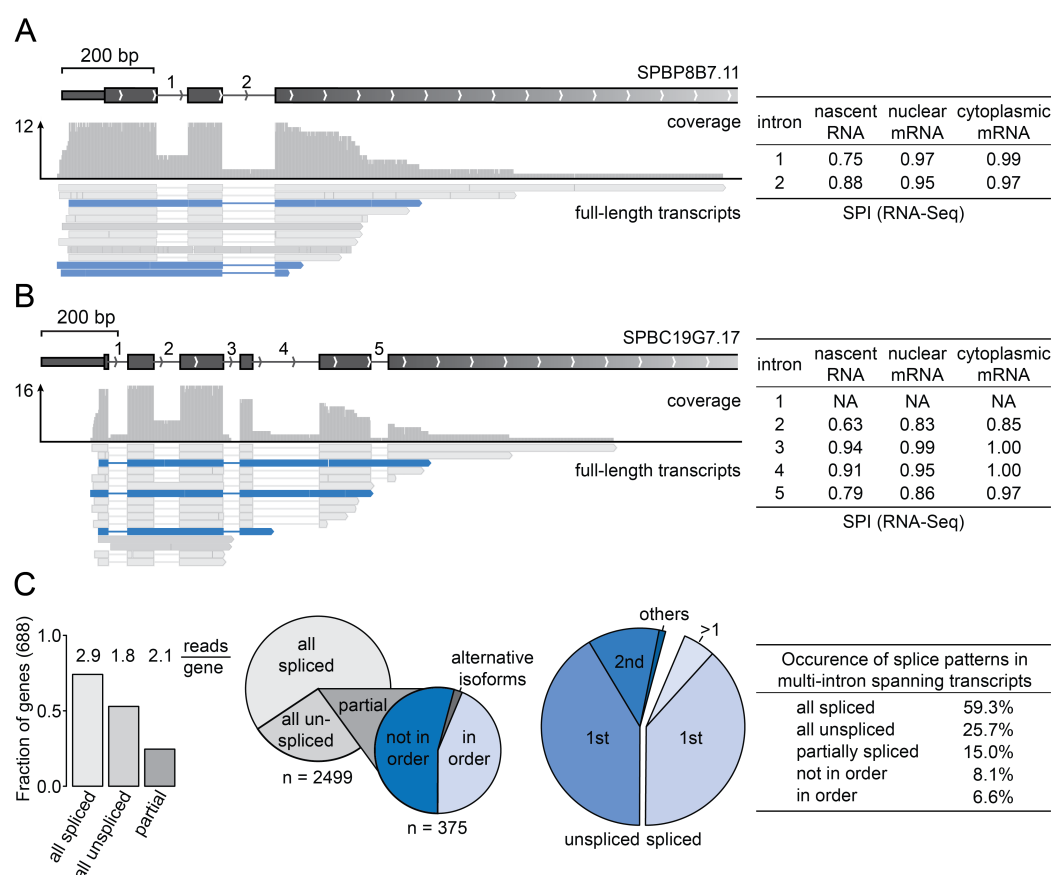 A
200 bp
1 2
SPBP8B7.11
coverage
12
full-length transcripts
intron nascent RNA nuclear mRNA cytoplasmic mRNA
1 0.75 0.97 0.99
2 0.88 0.95 0.97
SPI (RNA-Seq)
B
200 bp
1 2 3 4 5
SPBC19G7.17
coverage
16
full-length transcripts
intron nascent RNA nuclear mRNA cytoplasmic mRNA
1 NA NA NA
2 0.63 0.83 0.85
3 0.94 0.99 1.00
4 0.91 0.95 1.00
5 0.79 0.86 0.97
SPI (RNA-Seq)
C
Fraction of genes (688)
1.0
0.5
0.0
2.9 1.8 2.1
reads
gene
all spliced
all unspliced
partial
all
spliced
all un-
spliced
partial
n = 2499
alternative
isoforms
not in
order
in
order
n = 375
others
>1
2nd
1st
1st
unspliced spliced
Occurence of splice patterns in
multi-intron spanning transcripts
all spliced 59.3%
all unspliced 25.7%
partially spliced 15.0%
not in order 8.1%
in order 6.6%